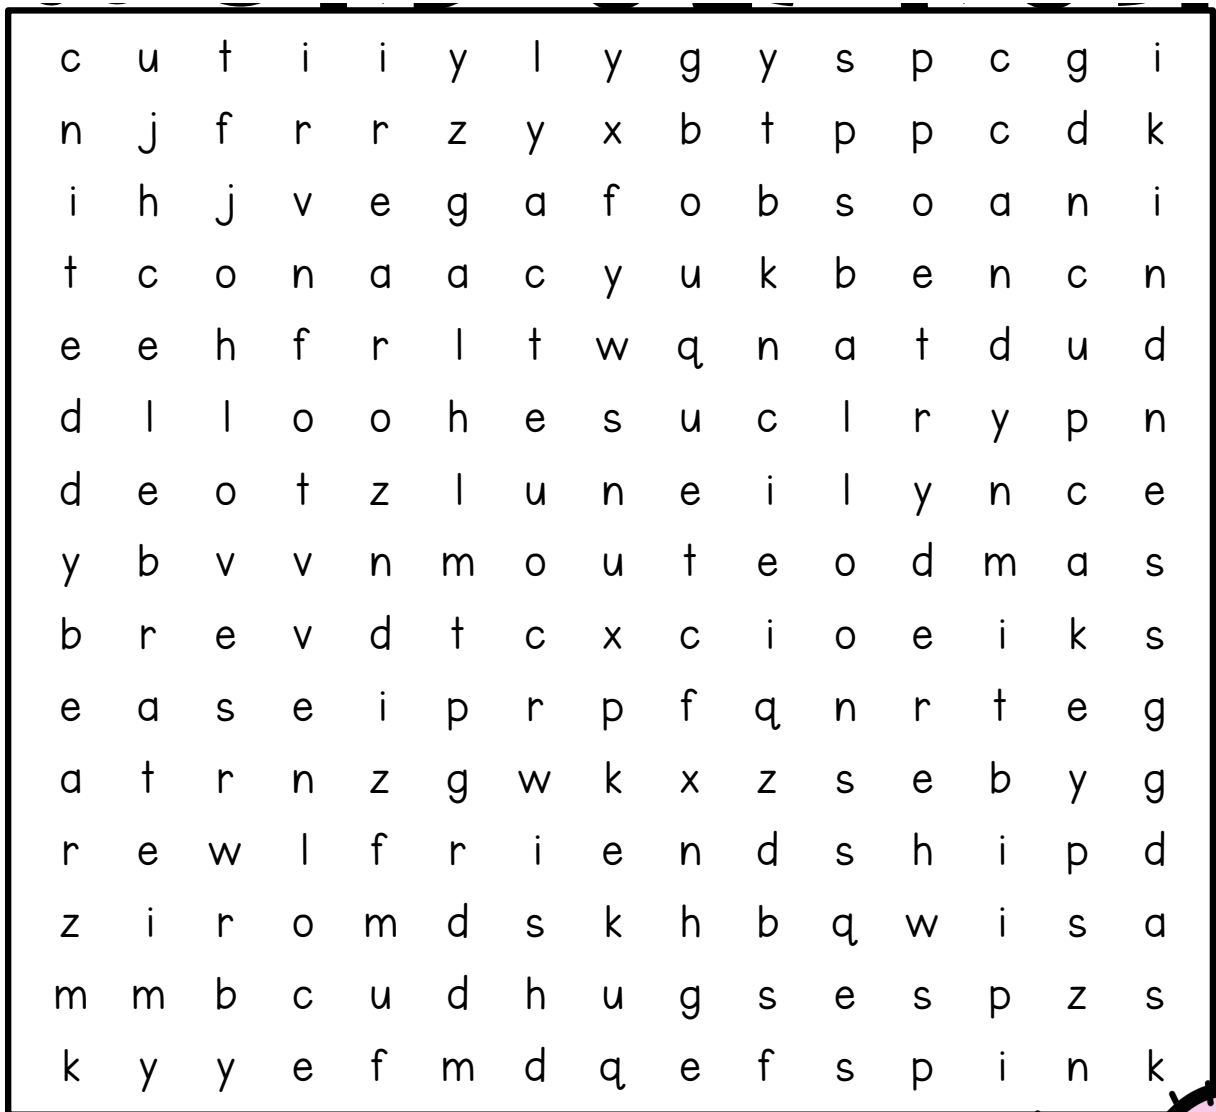 c u t i i y l y g y s p c g i
n j f r r z y x b t p p c d k
i h j v e g a f o b s o a n i
t c o n a a c y u k b e n c n
e e h f r l t w q n a t d u d
d l l o o h e s u c l r y p n
d e o t z l u n e i l y n c e
y b v v n m o u t e o d m a s
b r e v d t c x c i o e i k s
e a s e i p r p f q n r t e g
a t r n z g w k x z s e b y g
r e w l f r i e n d s h i p d
z i r o m d s k h b q w i s a
m m b c u d h u g s e s p z s
k y y e f m d q e f s p i n k